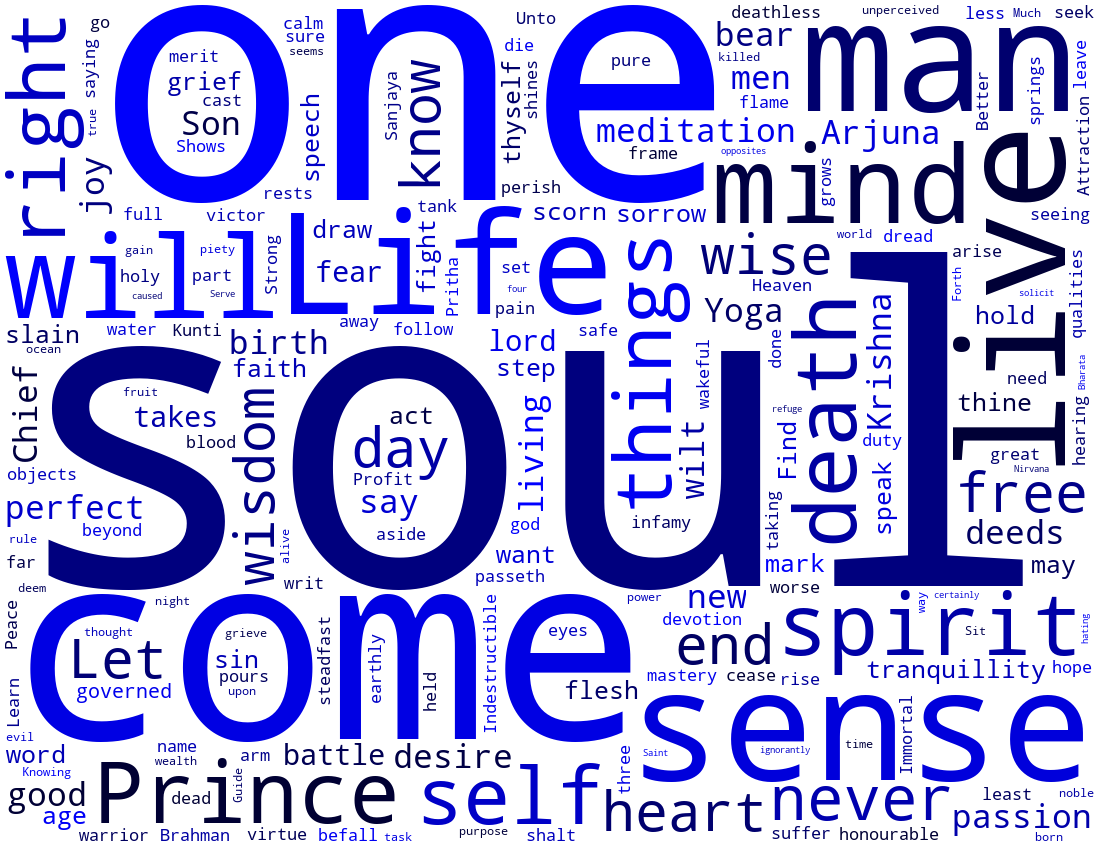 one
soul
man
right
will
Life
come
sense
live
mind
death
things
spirit
self
Prince
never
heart
know
wise
free
day
wisdom
end
Let
Yoga
Arjuna
meditation
men
bear
joy
grief
Son
merit
cast
Shows
calm
sure
seems
speech
rests
Unto
die
thyself
shines
perish
pure
frame
flame
killed
deathless
unperceived
less
Much
seek
leave
Attraction
springs
Better
grows
opposites
Sanjaya
go
saying
true
full
victor
tank
scorn
sorrow
draw
fear
fight
Pritha
set
four
pain
gain
piety
holy
part
Strong
caused
Serve
world
dread
seeing
arise
Heaven
Forth
solicit
hold
qualities
slain
water
Kunti
away
follow
safe
ocean
birth
faith
lord
step
wakeful
done
Krishna
need
Bharata
thine
hearing
Chief
fruit
takes
blood
act
Profit
say
aside
living
wilt
refuge
Find
duty
great
Nirvana
objects
perfect
beyond
infamy
god
taking
speak
deeds
rule
far
alive
want
mark
may
deem
writ
passeth
worse
night
power
new
devotion
way
certainly
Sit
hating
Peace
thought
grieve
sin
pours
upon
governed
steadfast
earthly
held
Indestructible
eyes
flesh
mastery
cease
rise
tranquillity
hope
Learn
evil
word
Knowing
name
wealth
arm
Guide
battle
desire
three
Saint
ignorantly
time
Immortal
good
age
dead
least
noble
passion
warrior
Brahman
virtue
befall
task
purpose
shalt
suffer
honourable
born